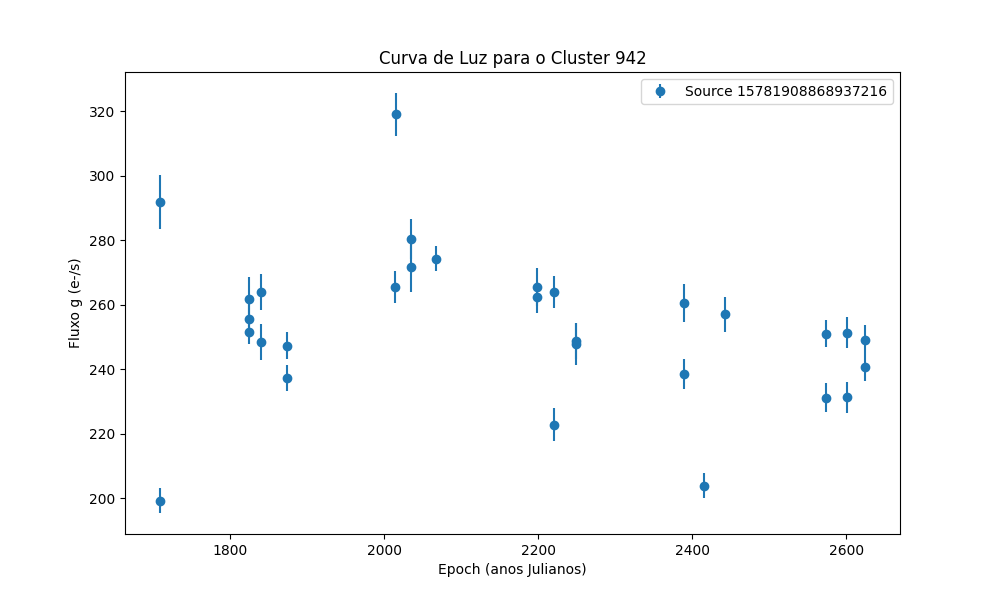 Curva de Luz para o Cluster 942
Source 15781908868937216
320
300
280
260
240
220
200
Fluxo g (e-/s)
1800 2000 2200 2400 2600
Epoch (anos Julianos)